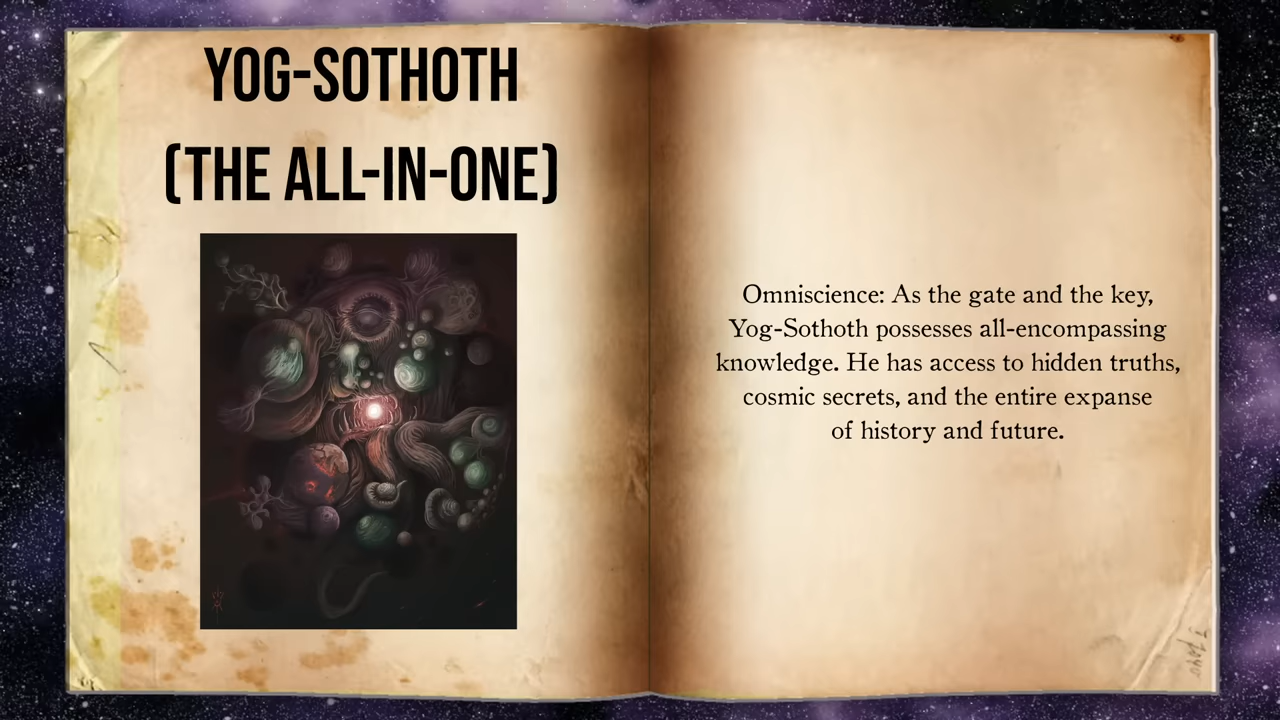 YOG-SOTHOTH
(THE ALL-IN-ONE)
Omniscience: As the gate and the key,
Yog-Sothoth possesses all-encompassing
knowledge. He has access to hidden truths,
cosmic secrets, and the entire expanse
of history and future.